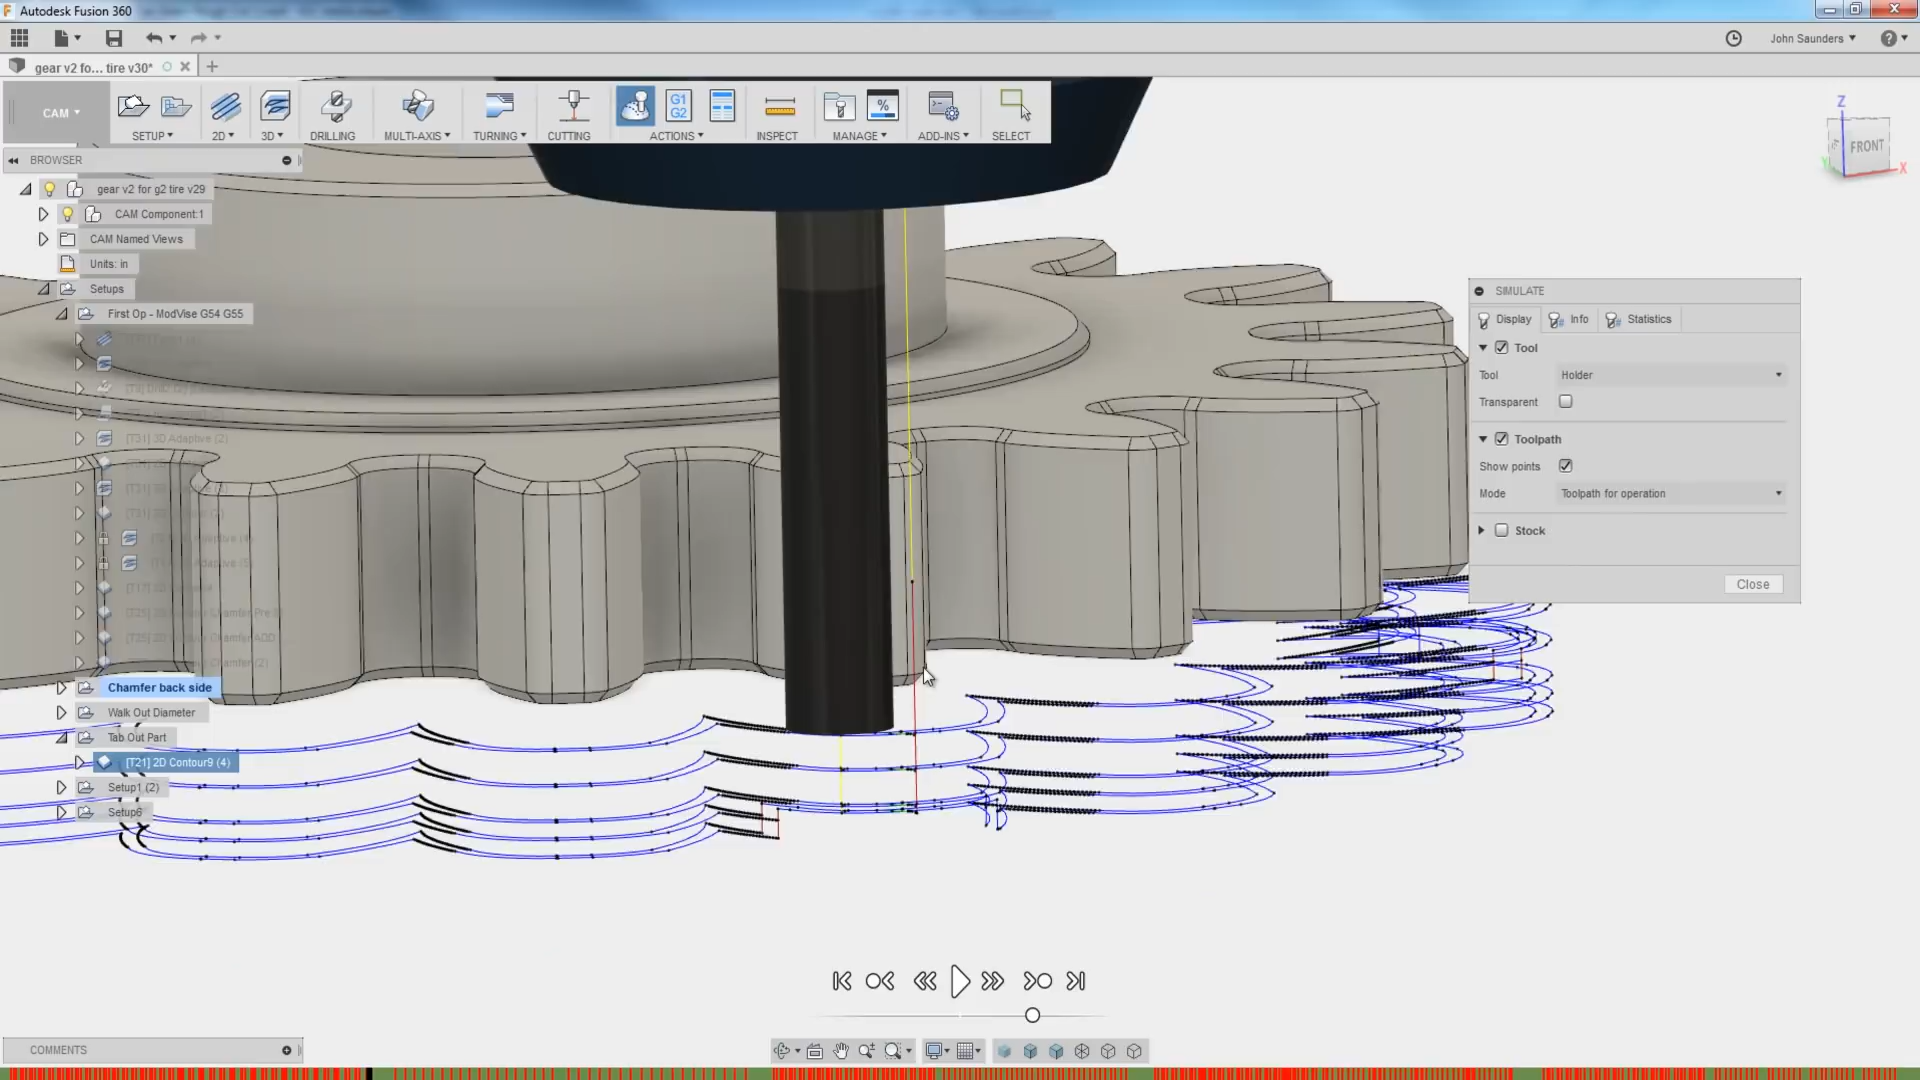 Autodesk Fusion 360
John Saunders
gear v2 fo... tire v30*
CAM
SETUP
2D
3D
DRILLING
MULTI-AXIS
TURNING
CUTTING
G1
G2
ACTIONS
INSPECT
MANAGE
ADD-INS
SELECT
BROWSER
gear v2 for g2 tire v29
CAM Component:1
CAM Named Views
Units: in
Setups
First Op - ModVise G54 G55
[T31] 3D Adaptive (2)
Chamfer back side
Walk Out Diameter
Tab Out Part
[T21] 2D Contour9 (4)
Setup1 (2)
Setup6
Z
FRONT
X
Y
SIMULATE
Display
Info
Statistics
Tool
Tool
Holder
Transparent
Toolpath
Show points
Mode
Toolpath for operation
Stock
Close
COMMENTS